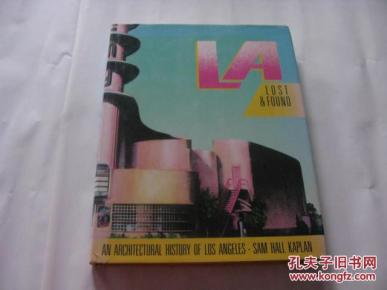 LA
LOST
& FOUND
AN ARCHITECTURAL HISTORY OF LOS ANGELES · SAM HALL KAPLAN
孔夫子旧书网
www.kongfz.com